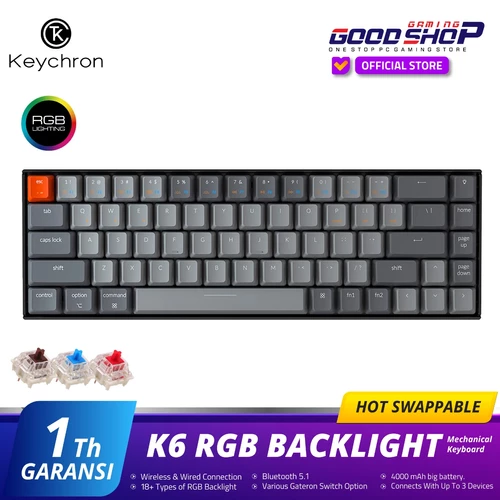 Keychron
GAMING
GOOD SHOP
ONE STOP PC GAMING STORE
OFFICIAL STORE
RGB
LIGHTING
esc
tab
caps lock
shift
control
option
command
shift
fn1
fn2
home
page
up
page
down
HOT SWAPPABLE
1 Th
GARANSI
K6 RGB BACKLIGHT
Mechanical
Keyboard
• Wireless & Wired Connection
• 18+ Types of RGB Backlight
• Bluetooth 5.1
• Various Gateron Switch Option
• 4000 mAh big battery.
• Connects With Up To 3 Devices